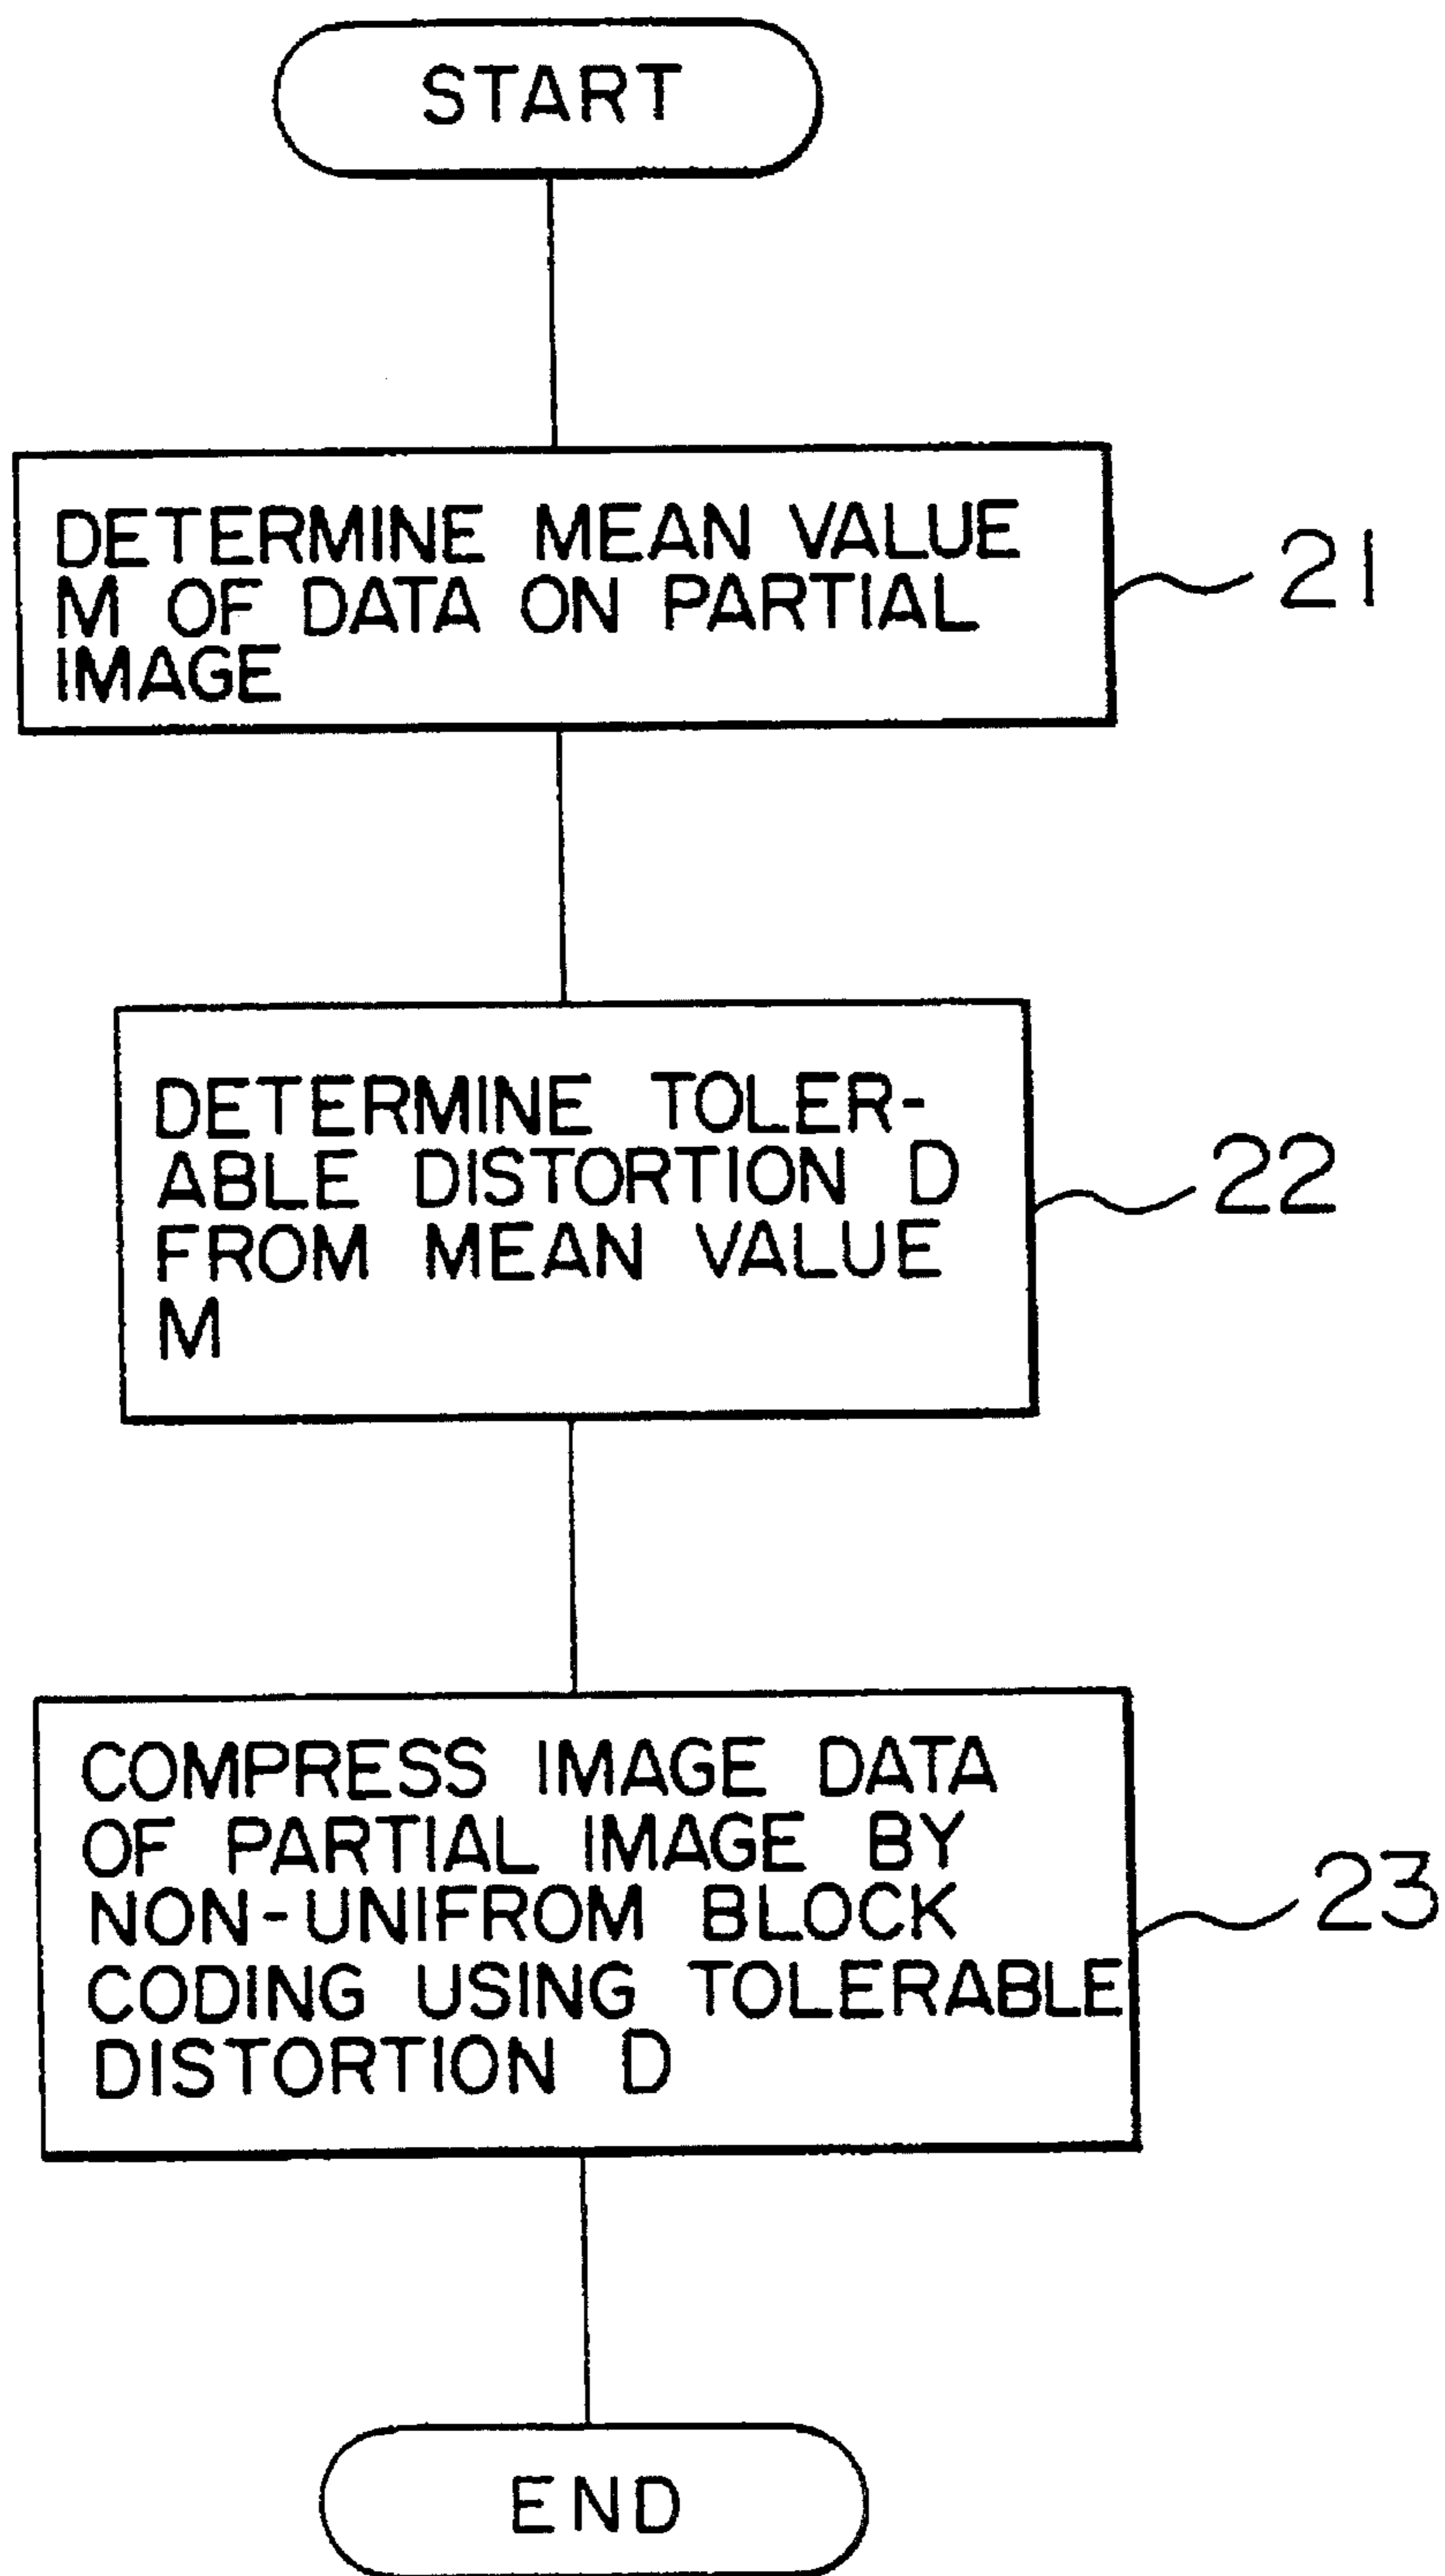 START
DETERMINE MEAN VALUE
M OF DATA ON PARTIAL
IMAGE
21
DETERMINE TOLER-
ABLE DISTORTION D
FROM MEAN VALUE
M
22
COMPRESS IMAGE DATA
OF PARTIAL IMAGE BY
NON-UNIFROM BLOCK
CODING USING TOLERABLE
DISTORTION D
23
END